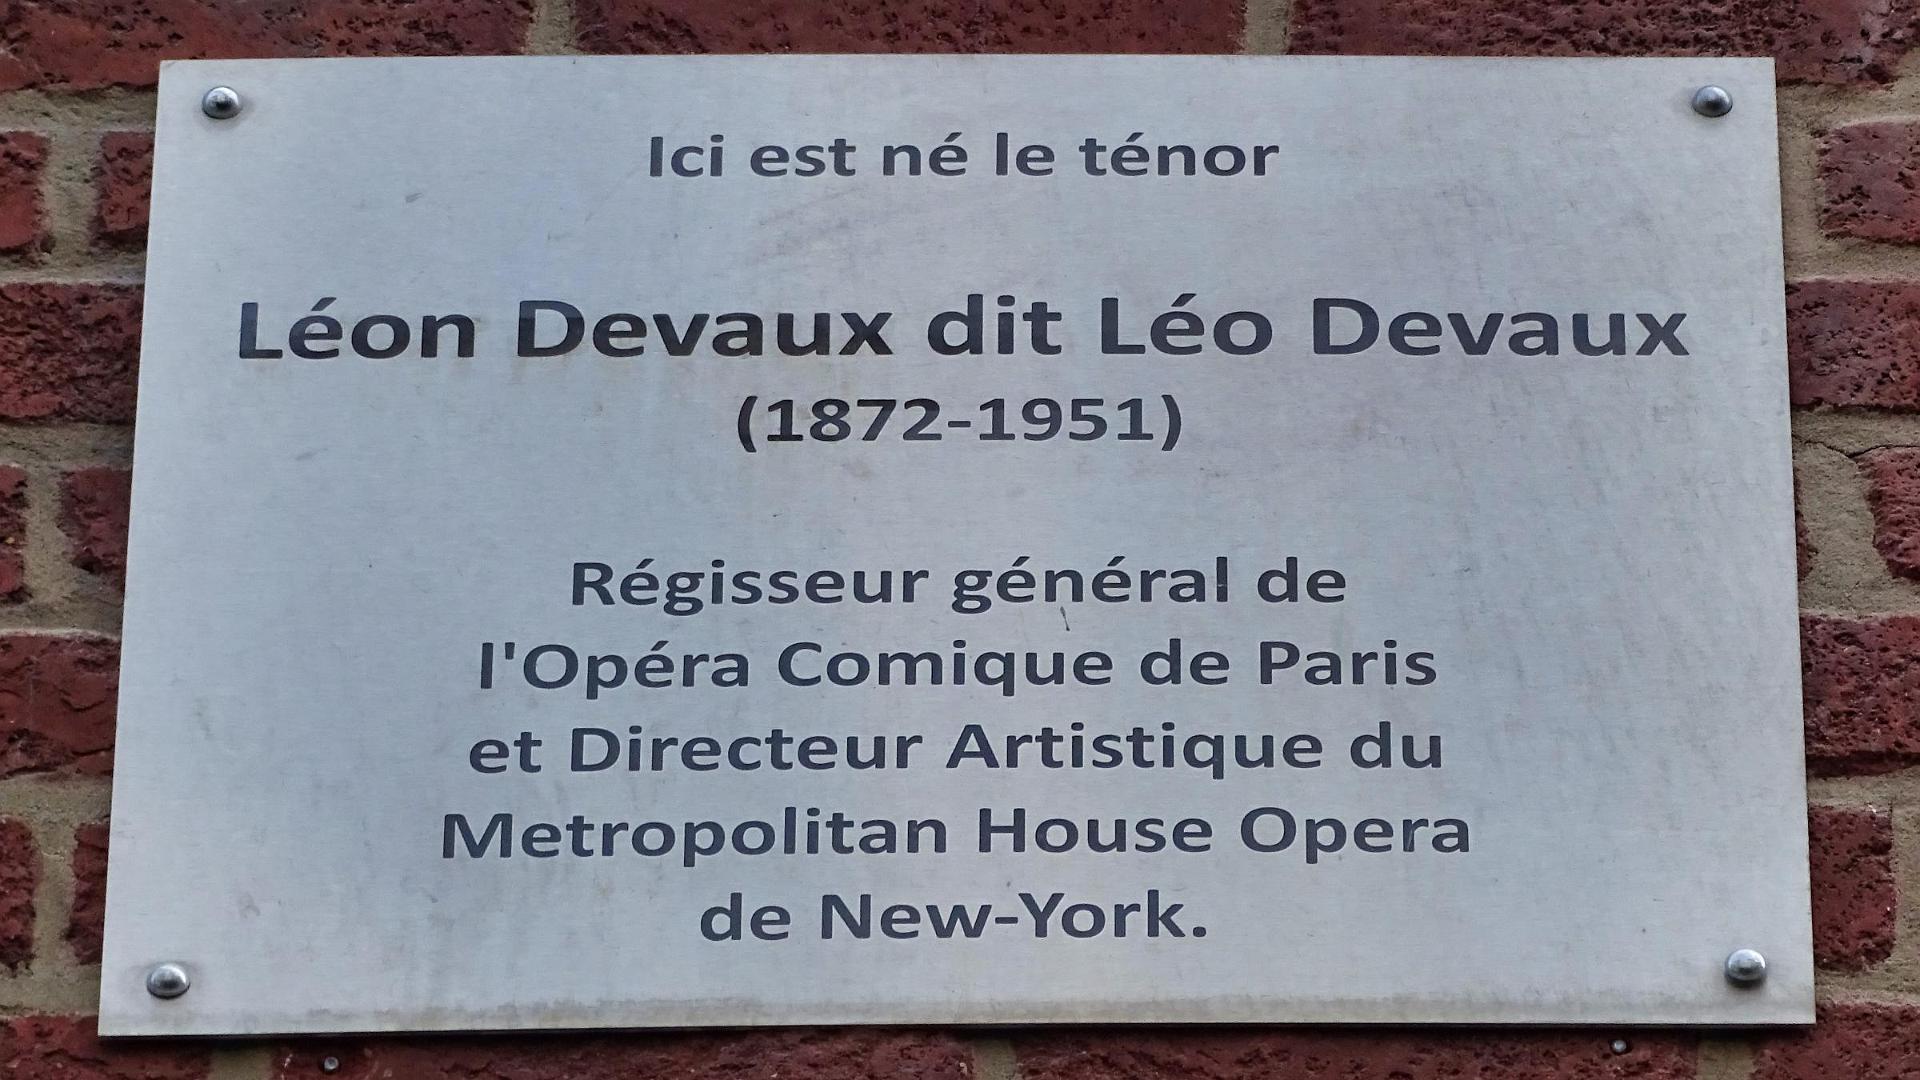 Ici est né le ténor
Léon Devaux dit Léo Devaux
(1872-1951)
Régisseur général de
l'Opéra Comique de Paris
et Directeur Artistique du
Metropolitan House Opera
de New-York.